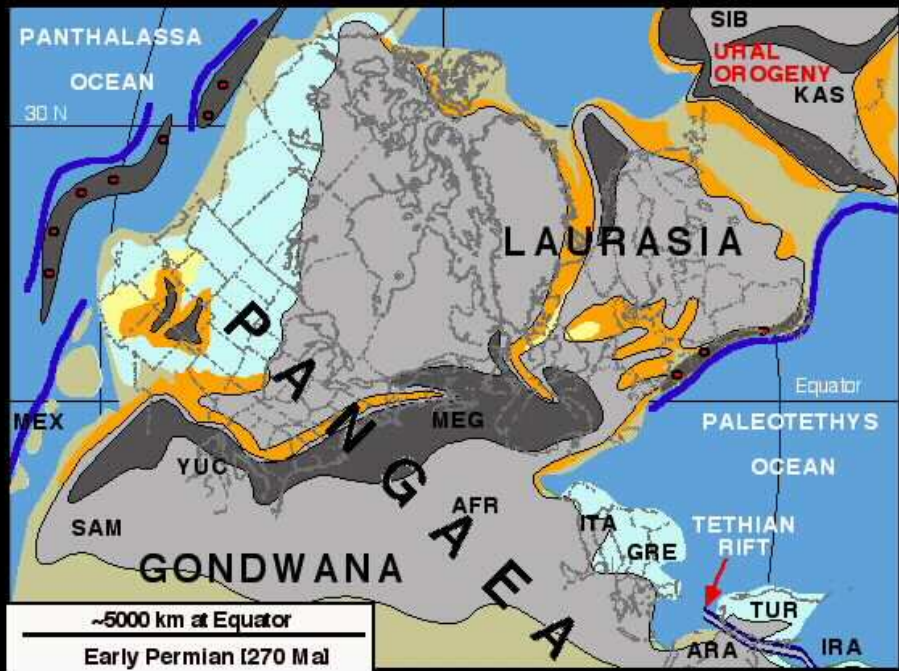 PANTHALASSA
OCEAN
30 N
SIB
URAL
OROGENY
KAS
LAURASIA
PANGAEA
Equator
MEX
MEG
PALEOTETHYS
OCEAN
YUC
AFR
SAM
ITA
GRE
TETHIAN
RIFT
GONDWANA
TUR
ARA
IRA
~5000 km at Equator
Early Permian [270 Ma]